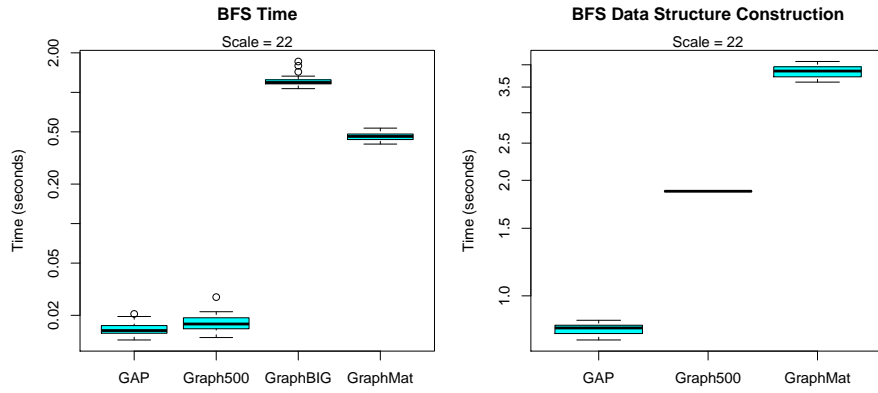 BFS Time
Scale = 22
Time (seconds)
2.00
0.50
0.20
0.05
0.02
GAP Graph500 GraphBIG GraphMat
BFS Data Structure Construction
Scale = 22
Time (seconds)
3.5
2.5
2.0
1.5
1.0
GAP Graph500 GraphMat